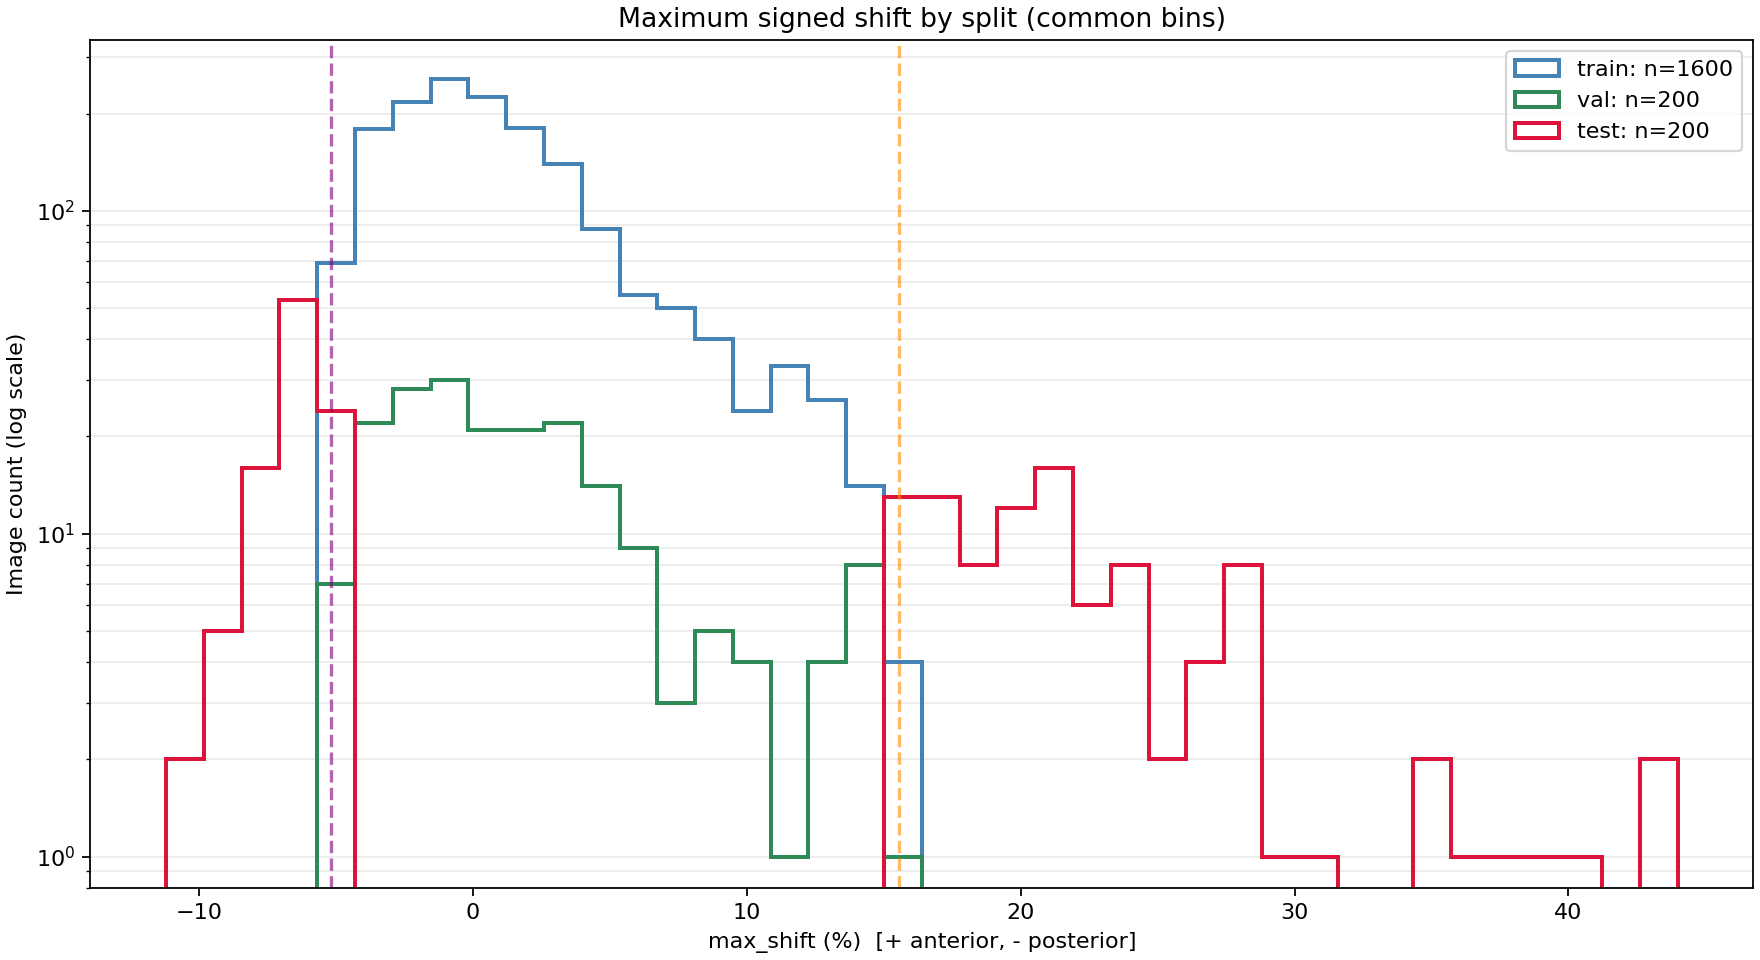 Maximum signed shift by split (common bins)
train: n=1600
val: n=200
test: n=200
Image count (log scale)
10²
10¹
10⁰
−10 0 10 20 30 40
max_shift (%)  [+ anterior, - posterior]